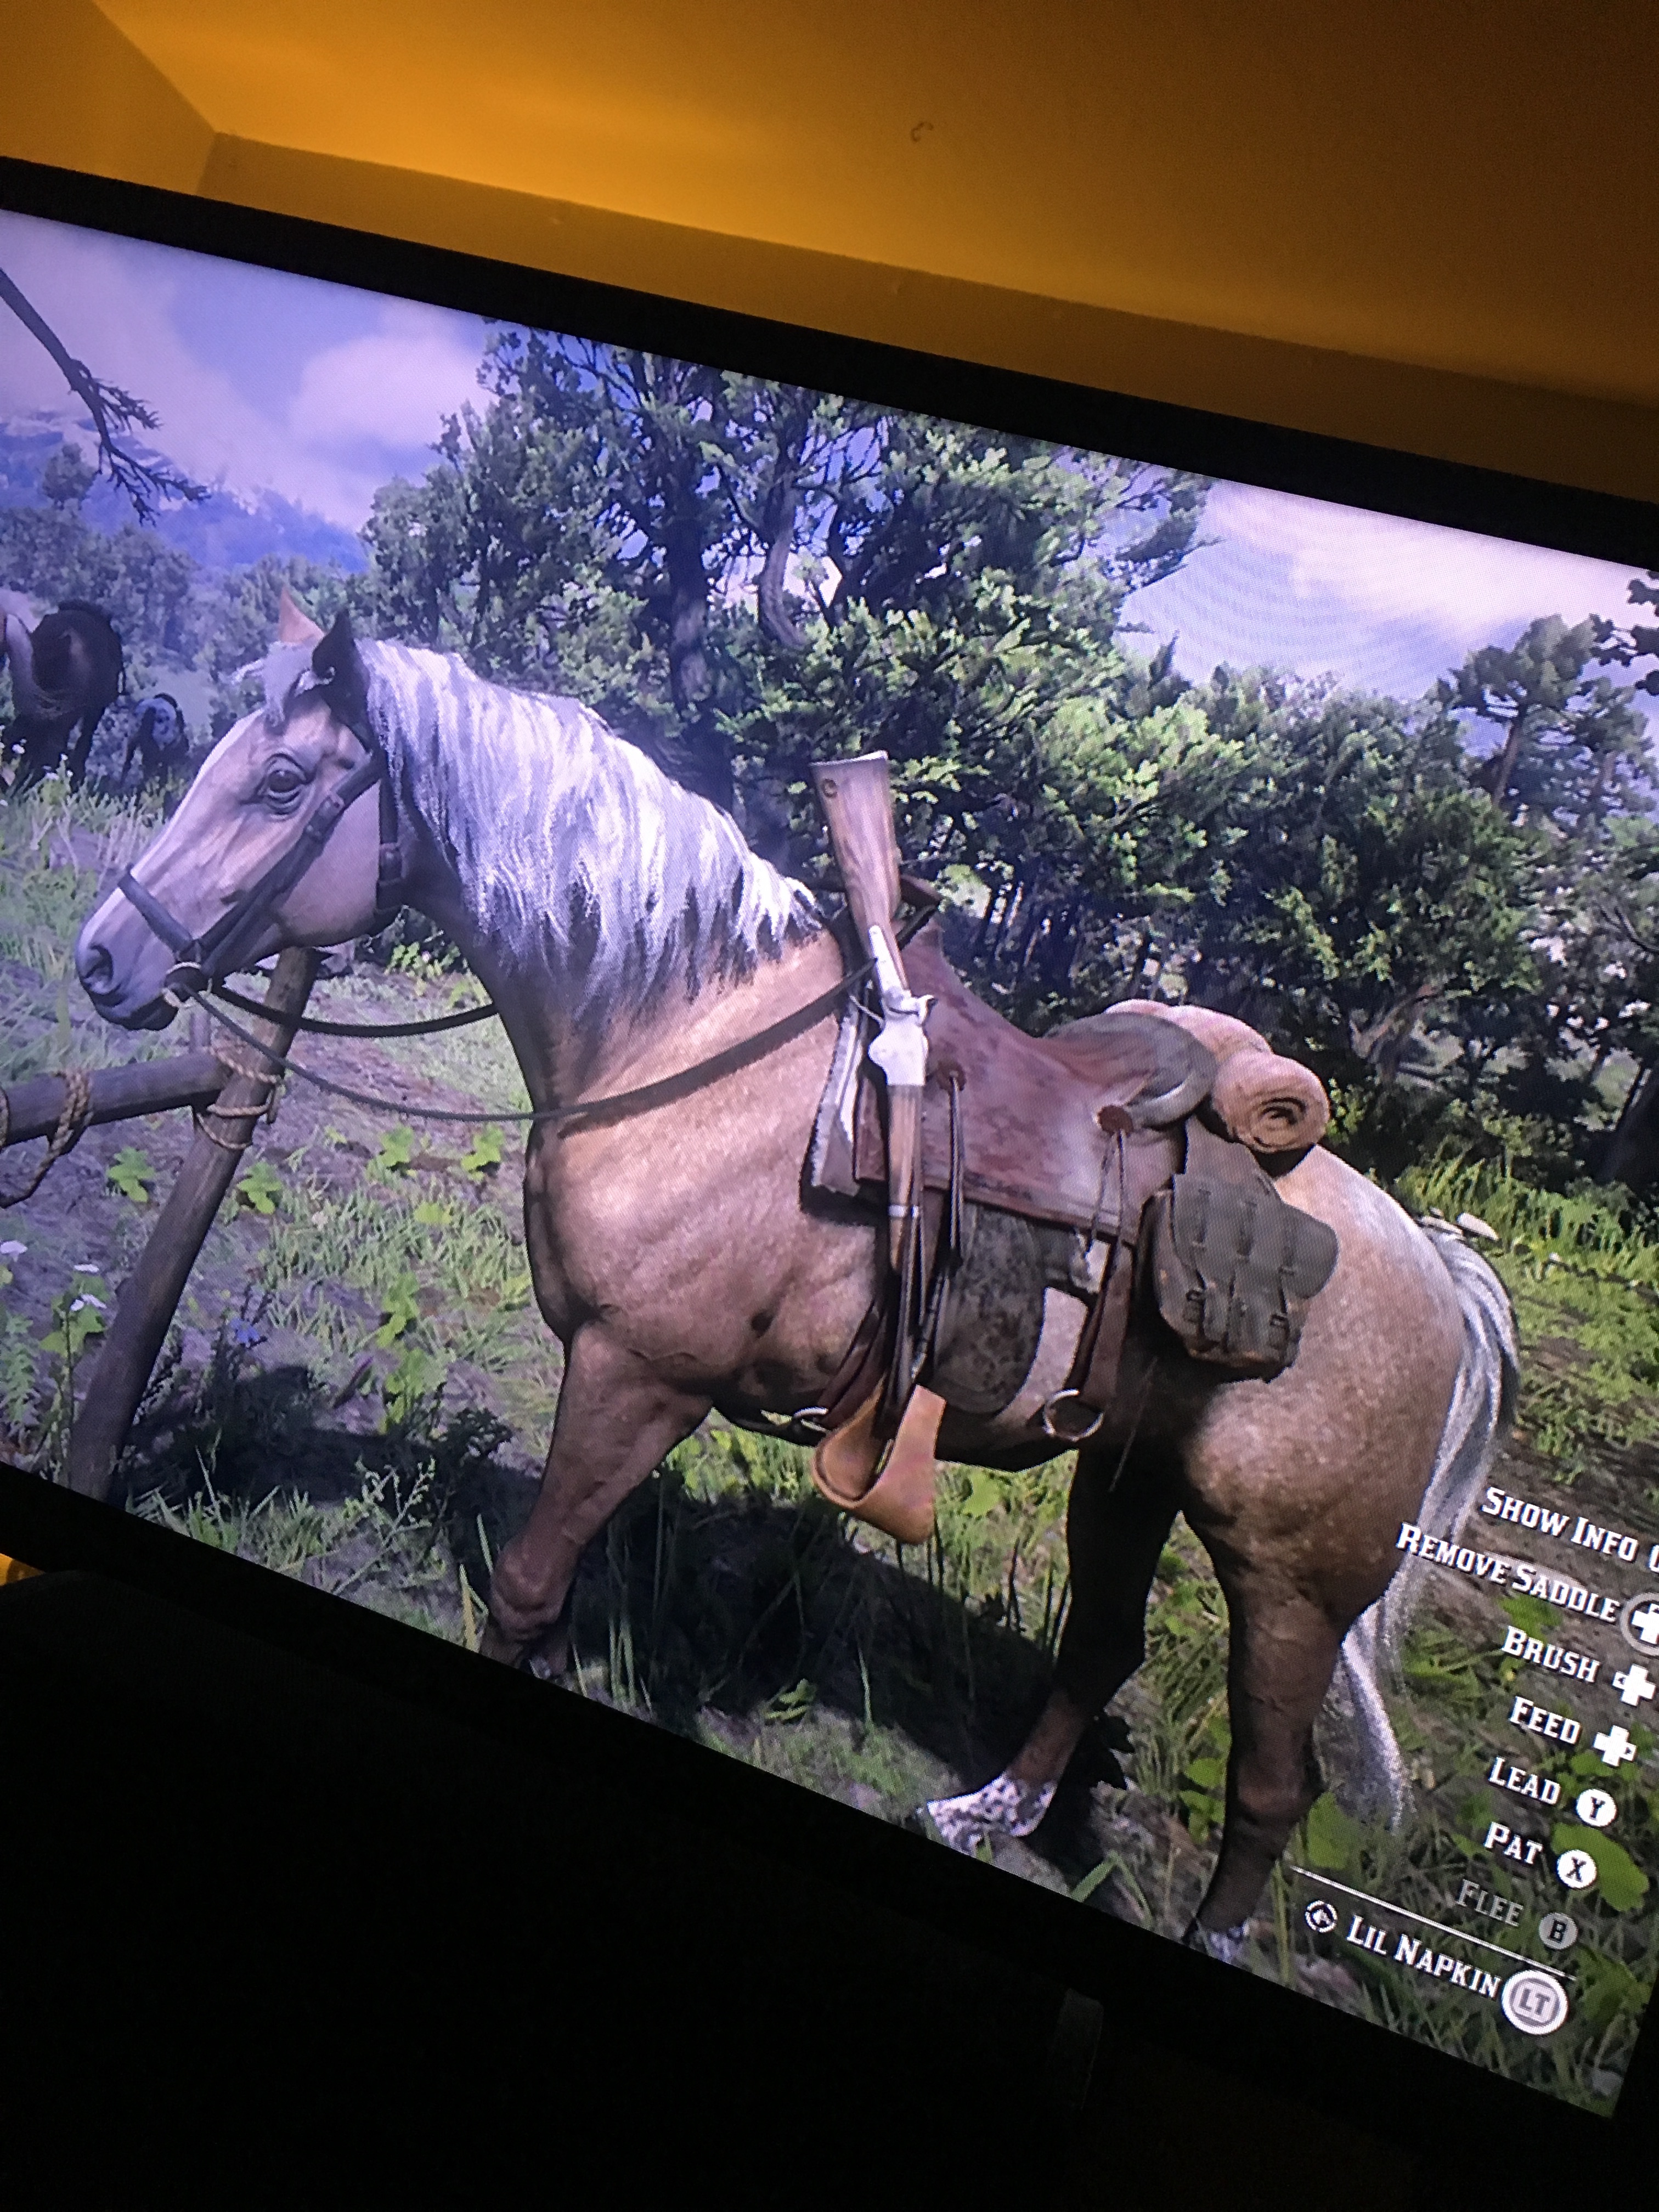 Show Info
Remove Saddle
Brush
Feed
Lead Y
Pat X
Flee B
Lil Napkin LT